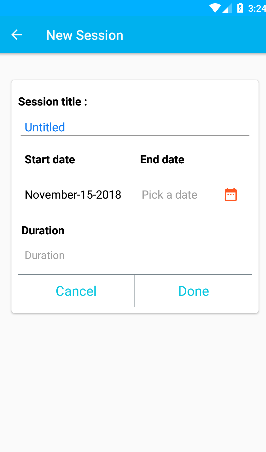 3:24
New Session
Session title :
Untitled
Start date End date
November-15-2018 Pick a date
Duration
Duration
Cancel Done